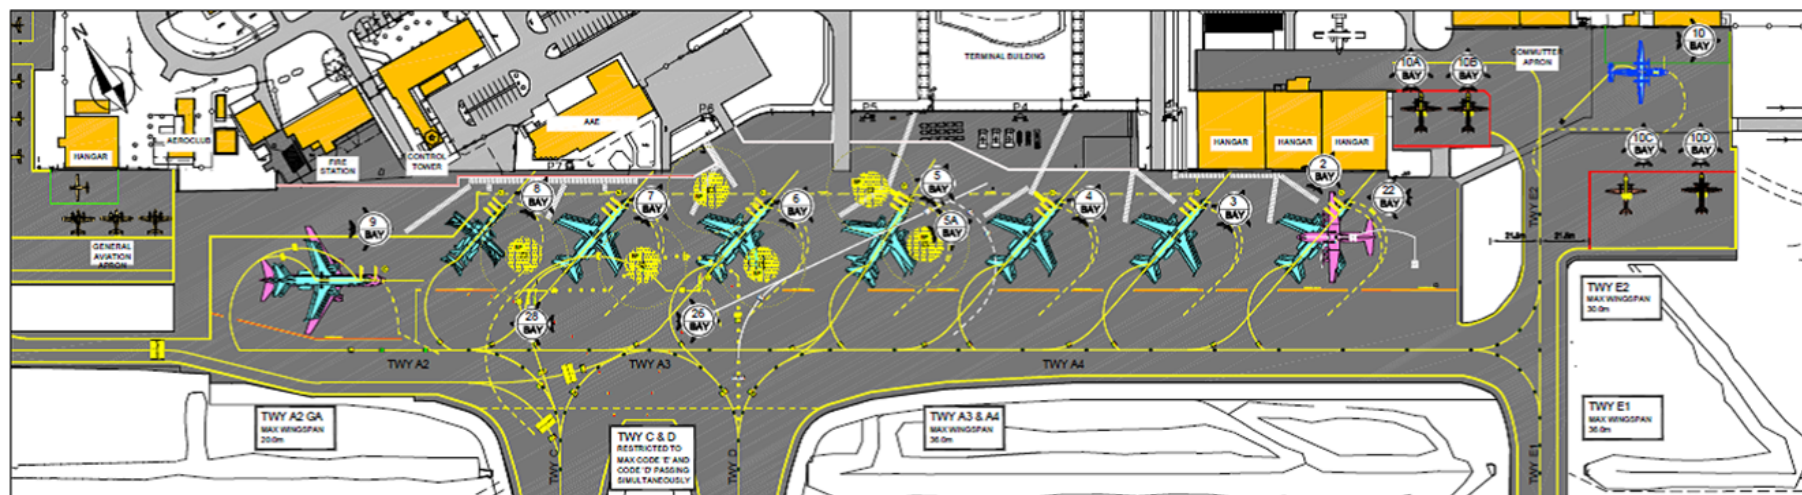 N
HANGAR
AEROCLUB
FIRE
STATION
CONTROL
TOWER
AAE
P7
P6
P5
P4
TERMINAL BUILDING
HANGAR
HANGAR
HANGAR
COMMUTTER
APRON
10A
BAY
10B
BAY
10
BAY
10C
BAY
10D
BAY
GENERAL
AVIATION
APRON
9
BAY
8
BAY
7
BAY
6
BAY
5
BAY
5A
BAY
4
BAY
3
BAY
2
BAY
22
BAY
28
BAY
26
BAY
TWY A2
TWY A3
TWY A4
TWY C
TWY D
TWY E2
TWY E1
TWY A2 GA
MAX WINGSPAN
20.0m
TWY C & D
RESTRICTED TO
MAX CODE 'E' AND
CODE 'D' PASSING
SIMULTANEOUSLY
TWY A3 & A4
MAX WINGSPAN
36.0m
TWY E2
MAX WINGSPAN
30.0m
TWY E1
MAX WINGSPAN
36.0m